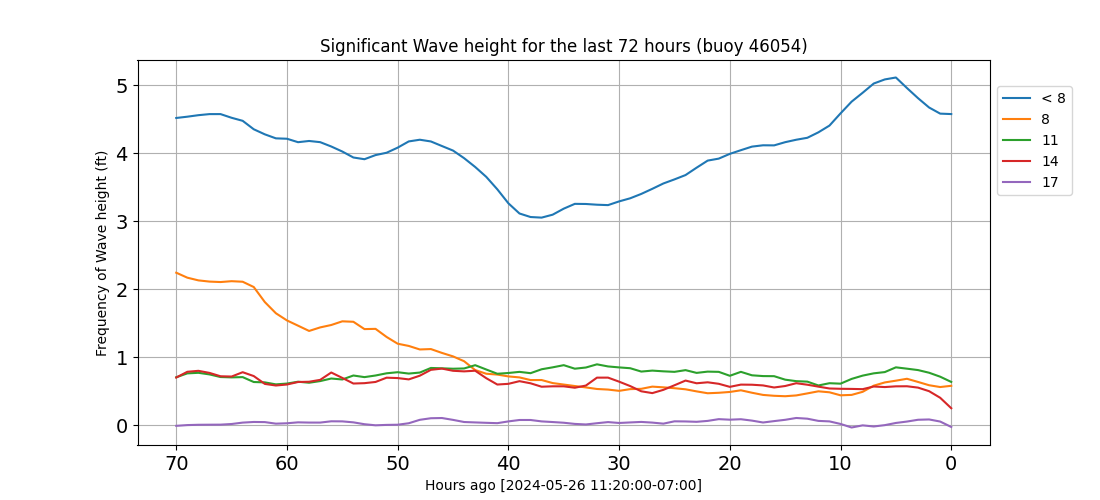 Significant Wave height for the last 72 hours (buoy 46054)
Frequency of Wave height (ft)
5
4
3
2
1
0
70 60 50 40 30 20 10 0
Hours ago [2024-05-26 11:20:00-07:00]
< 8
8
11
14
17